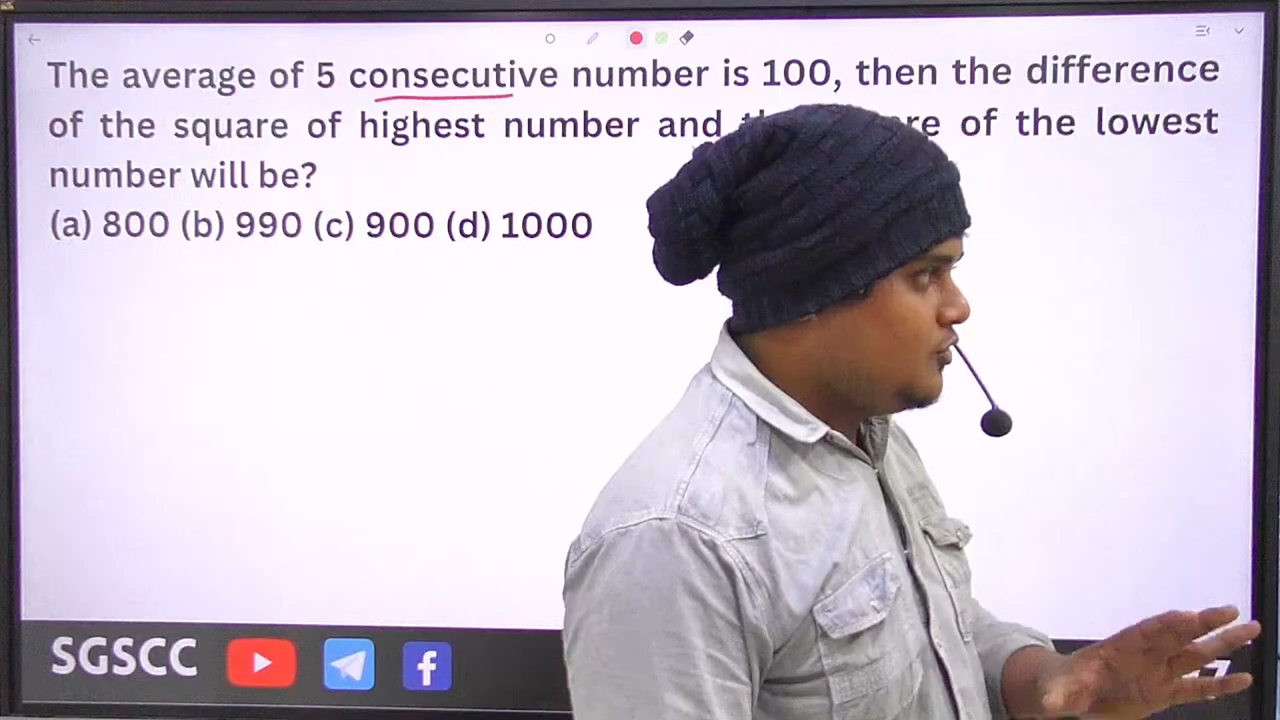 The average of 5 consecutive number is 100, then the difference
of the square of highest number and of the lowest
number will be?
(a) 800 (b) 990 (c) 900 (d) 1000
SGSCC